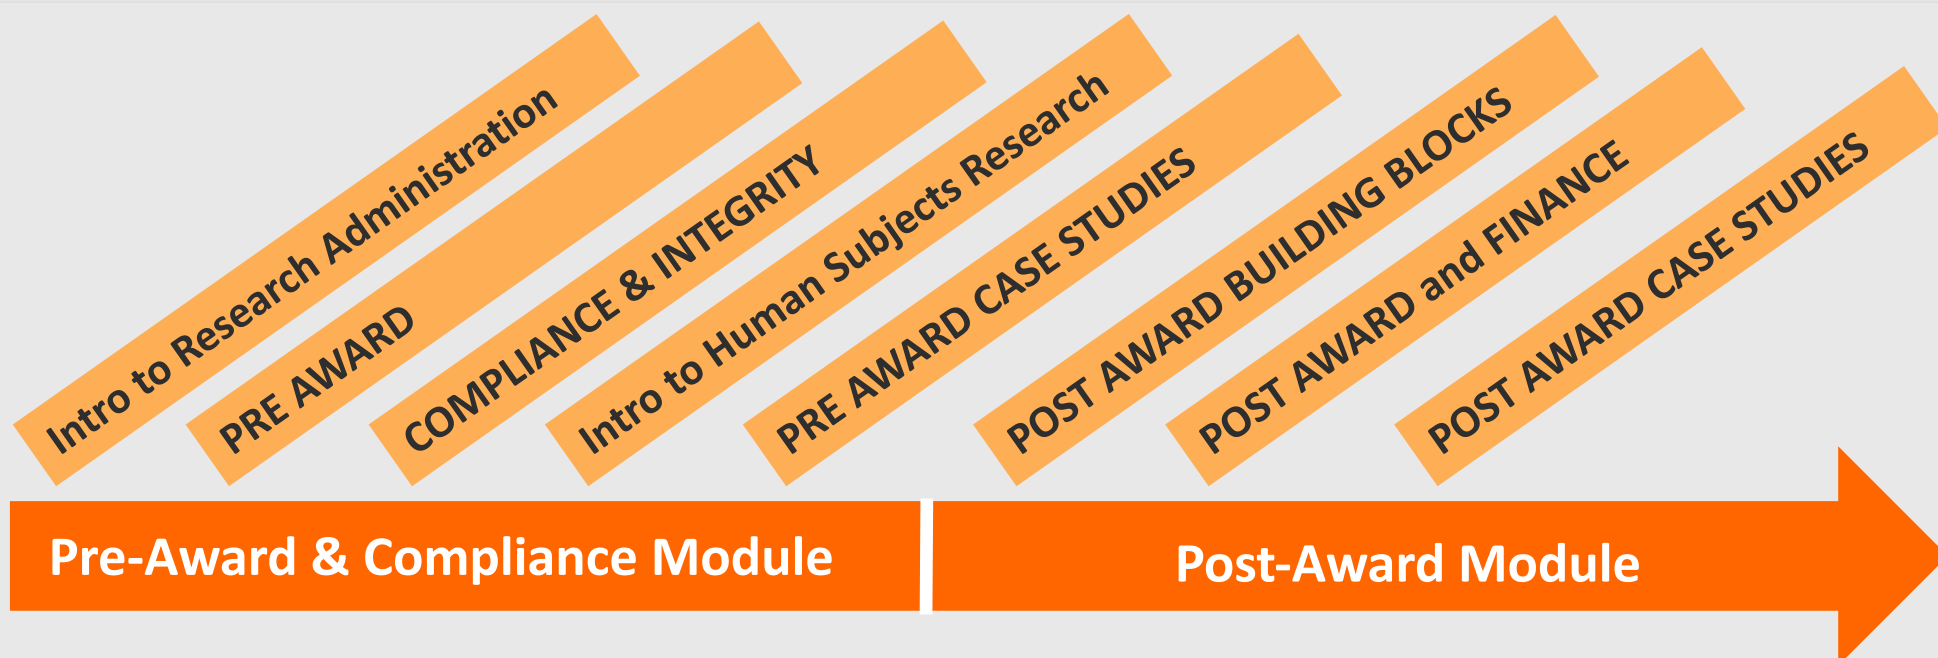 Intro to Research Administration
PRE AWARD
COMPLIANCE & INTEGRITY
Intro to Human Subjects Research
PRE AWARD CASE STUDIES
POST AWARD BUILDING BLOCKS
POST AWARD and FINANCE
POST AWARD CASE STUDIES
Pre-Award & Compliance Module
Post-Award Module